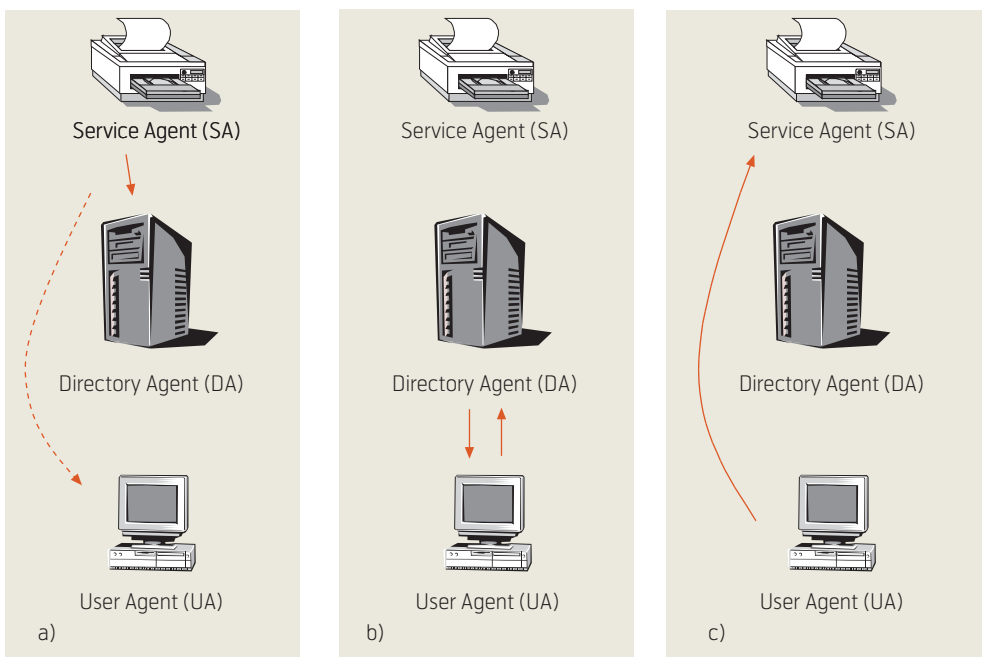 Service Agent (SA)
Directory Agent (DA)
User Agent (UA)
a)
Service Agent (SA)
Directory Agent (DA)
User Agent (UA)
b)
Service Agent (SA)
Directory Agent (DA)
User Agent (UA)
c)